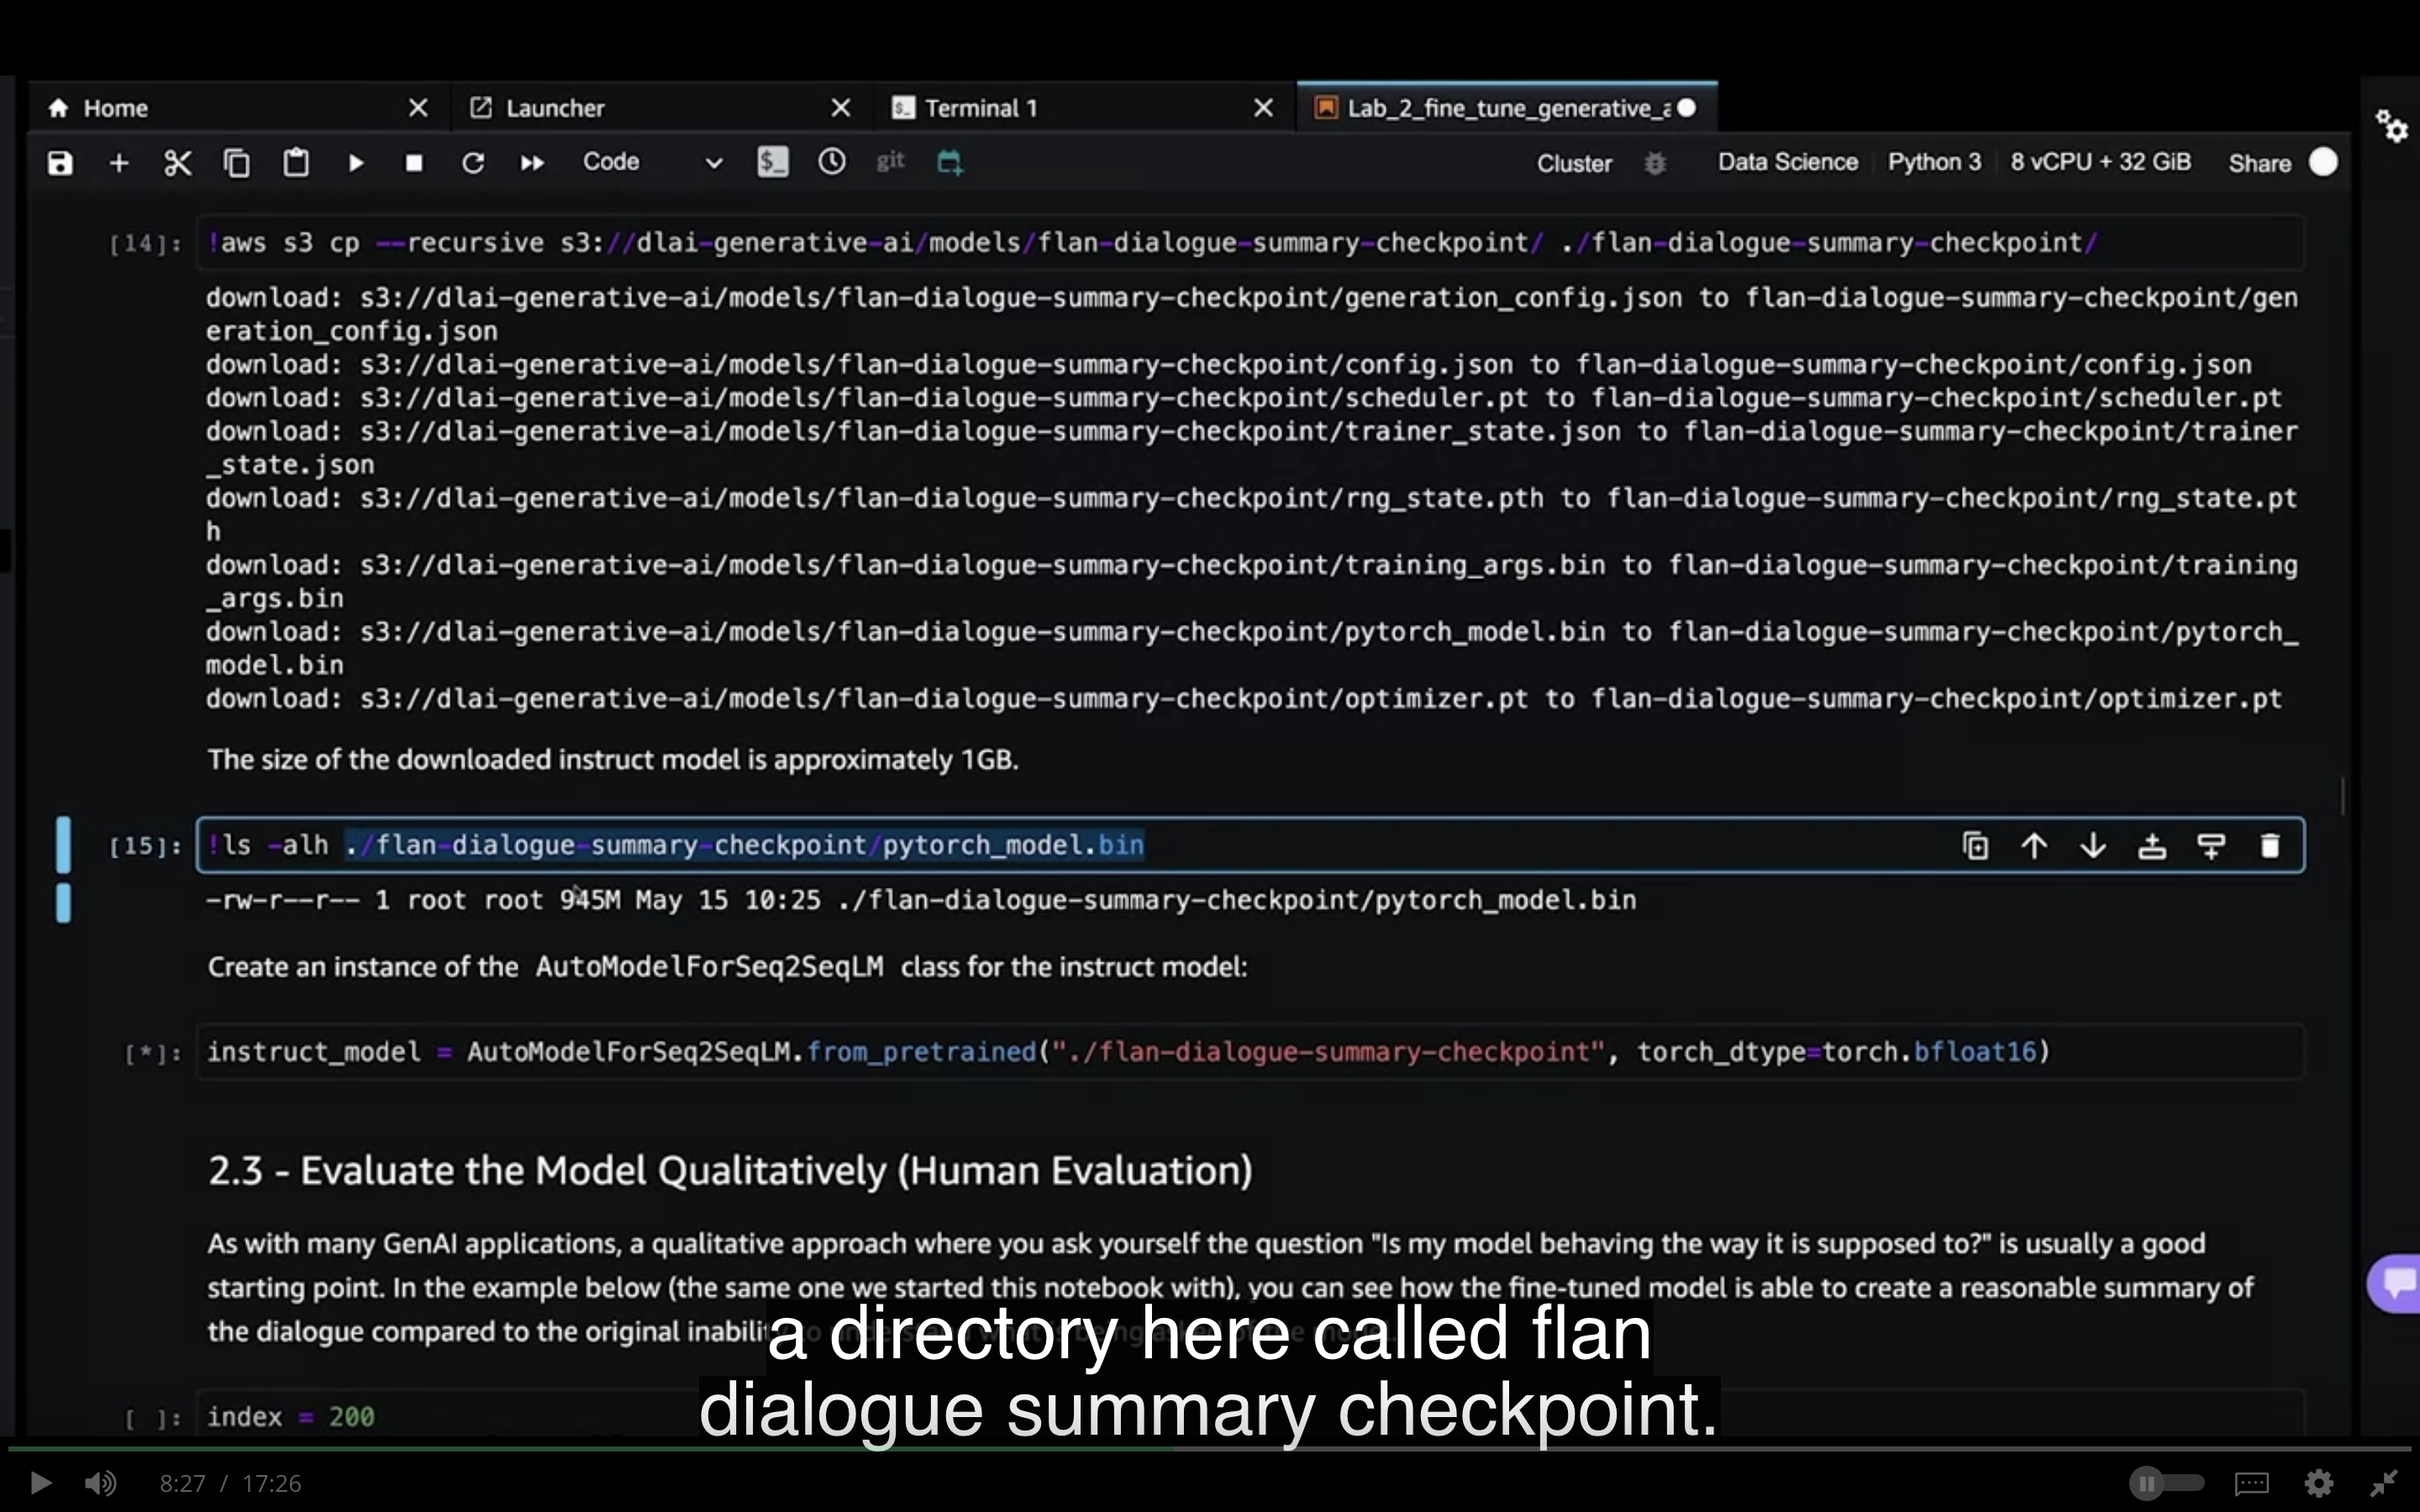 Home
Launcher
Terminal 1
Lab_2_fine_tune_generative_a
Code
git
Cluster
Data Science
Python 3
8 vCPU + 32 GiB
Share
[14]: !aws s3 cp --recursive s3://dlai-generative-ai/models/flan-dialogue-summary-checkpoint/ ./flan-dialogue-summary-checkpoint/
download: s3://dlai-generative-ai/models/flan-dialogue-summary-checkpoint/generation_config.json to flan-dialogue-summary-checkpoint/gen
eration_config.json
download: s3://dlai-generative-ai/models/flan-dialogue-summary-checkpoint/config.json to flan-dialogue-summary-checkpoint/config.json
download: s3://dlai-generative-ai/models/flan-dialogue-summary-checkpoint/scheduler.pt to flan-dialogue-summary-checkpoint/scheduler.pt
download: s3://dlai-generative-ai/models/flan-dialogue-summary-checkpoint/trainer_state.json to flan-dialogue-summary-checkpoint/trainer
_state.json
download: s3://dlai-generative-ai/models/flan-dialogue-summary-checkpoint/rng_state.pth to flan-dialogue-summary-checkpoint/rng_state.pt
h
download: s3://dlai-generative-ai/models/flan-dialogue-summary-checkpoint/training_args.bin to flan-dialogue-summary-checkpoint/training
_args.bin
download: s3://dlai-generative-ai/models/flan-dialogue-summary-checkpoint/pytorch_model.bin to flan-dialogue-summary-checkpoint/pytorch_
model.bin
download: s3://dlai-generative-ai/models/flan-dialogue-summary-checkpoint/optimizer.pt to flan-dialogue-summary-checkpoint/optimizer.pt
The size of the downloaded instruct model is approximately 1GB.
[15]: !ls -alh ./flan-dialogue-summary-checkpoint/pytorch_model.bin
-rw-r--r-- 1 root root 945M May 15 10:25 ./flan-dialogue-summary-checkpoint/pytorch_model.bin
Create an instance of the AutoModelForSeq2SeqLM class for the instruct model:
[*]: instruct_model = AutoModelForSeq2SeqLM.from_pretrained("./flan-dialogue-summary-checkpoint", torch_dtype=torch.bfloat16)
2.3 - Evaluate the Model Qualitatively (Human Evaluation)
As with many GenAI applications, a qualitative approach where you ask yourself the question "Is my model behaving the way it is supposed to?" is usually a good
starting point. In the example below (the same one we started this notebook with), you can see how the fine-tuned model is able to create a reasonable summary of
the dialogue compared to the original
a directory here called flan
dialogue summary checkpoint.
[ ]: index = 200
8:27 / 17:26